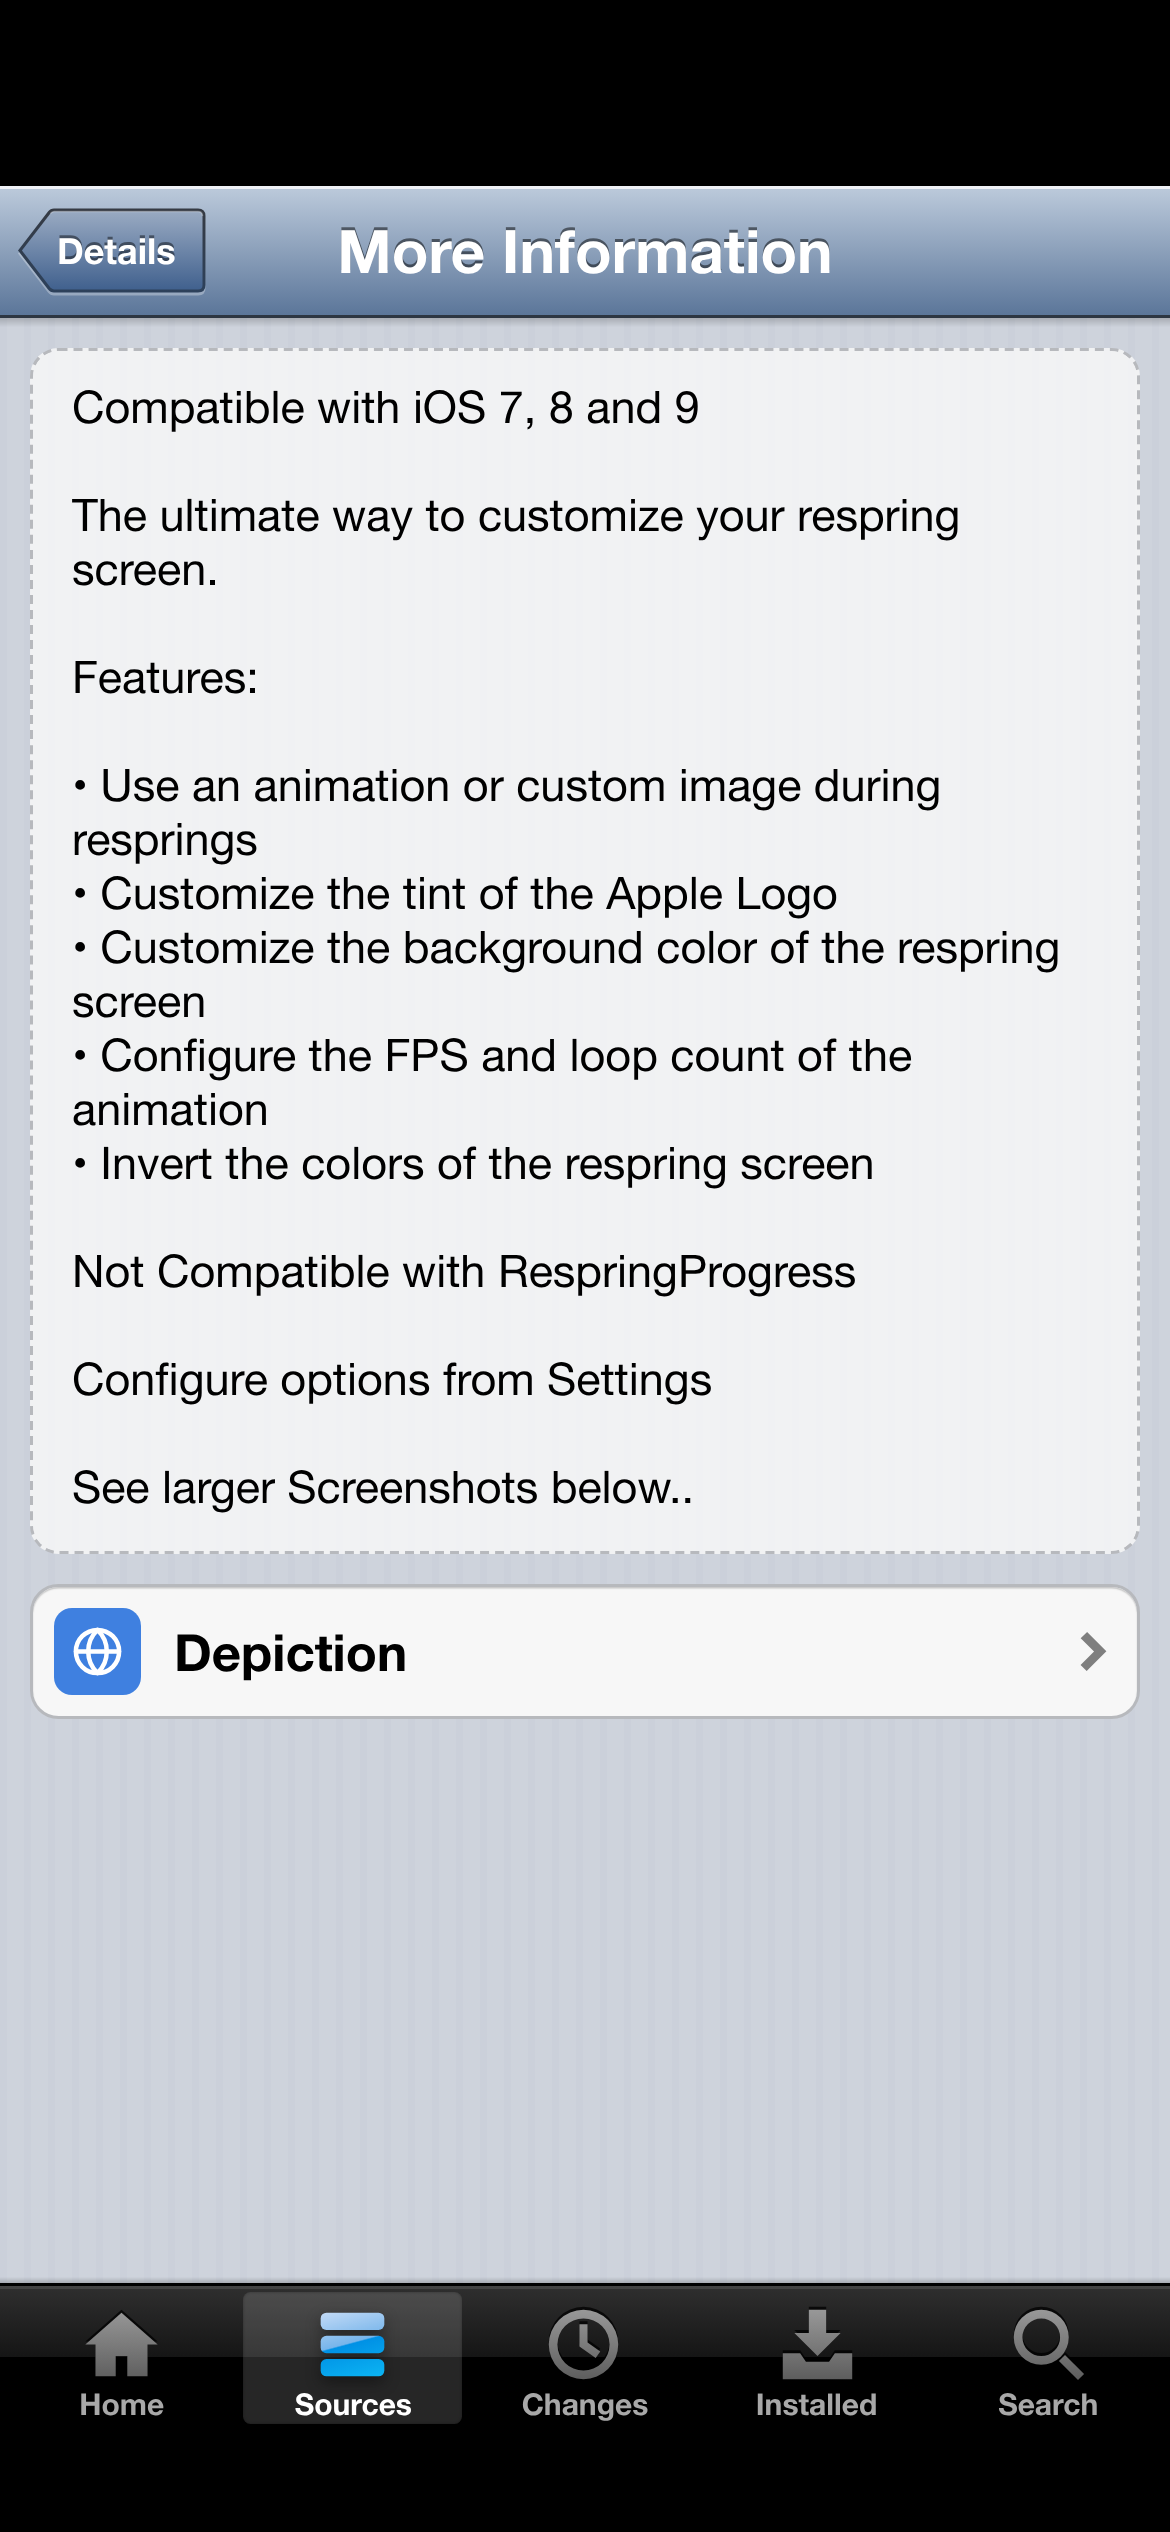 Details
More Information
Compatible with iOS 7, 8 and 9
The ultimate way to customize your respring
screen.
Features:
• Use an animation or custom image during
resprings
• Customize the tint of the Apple Logo
• Customize the background color of the respring
screen
• Configure the FPS and loop count of the
animation
• Invert the colors of the respring screen
Not Compatible with RespringProgress
Configure options from Settings
See larger Screenshots below..
Depiction
Home
Sources
Changes
Installed
Search